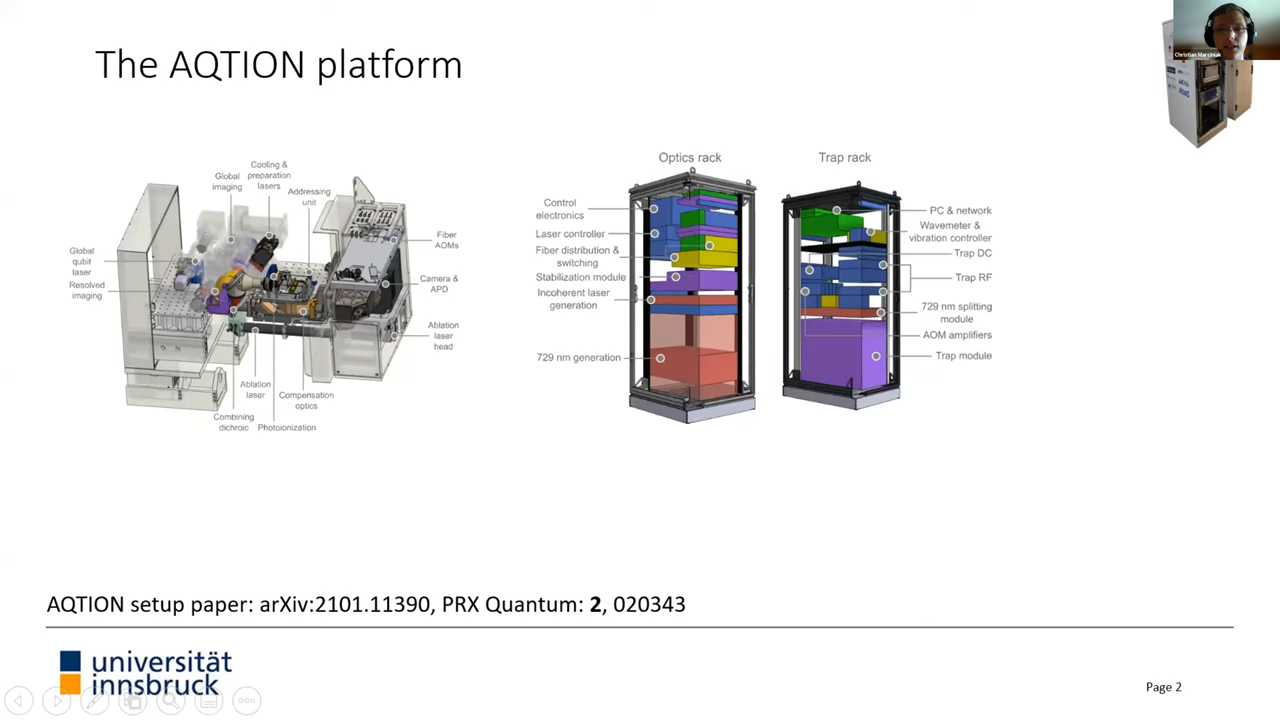 The AQTION platform
Christian Marciniak
Cooling &
preparation
lasers
Global
imaging
Addressing
unit
Global
qubit
laser
Resolved
imaging
Fiber
AOMs
Camera &
APD
Ablation
laser
head
Ablation
laser
Compensation
optics
Combining
dichroic
Photoionization
Optics rack
Control
electronics
Laser controller
Fiber distribution &
switching
Stabilization module
Incoherent laser
generation
729 nm generation
Trap rack
PC & network
Wavemeter &
vibration controller
Trap DC
Trap RF
729 nm splitting
module
AOM amplifiers
Trap module
AQTION setup paper: arXiv:2101.11390, PRX Quantum: 2, 020343
universität
innsbruck
Page 2